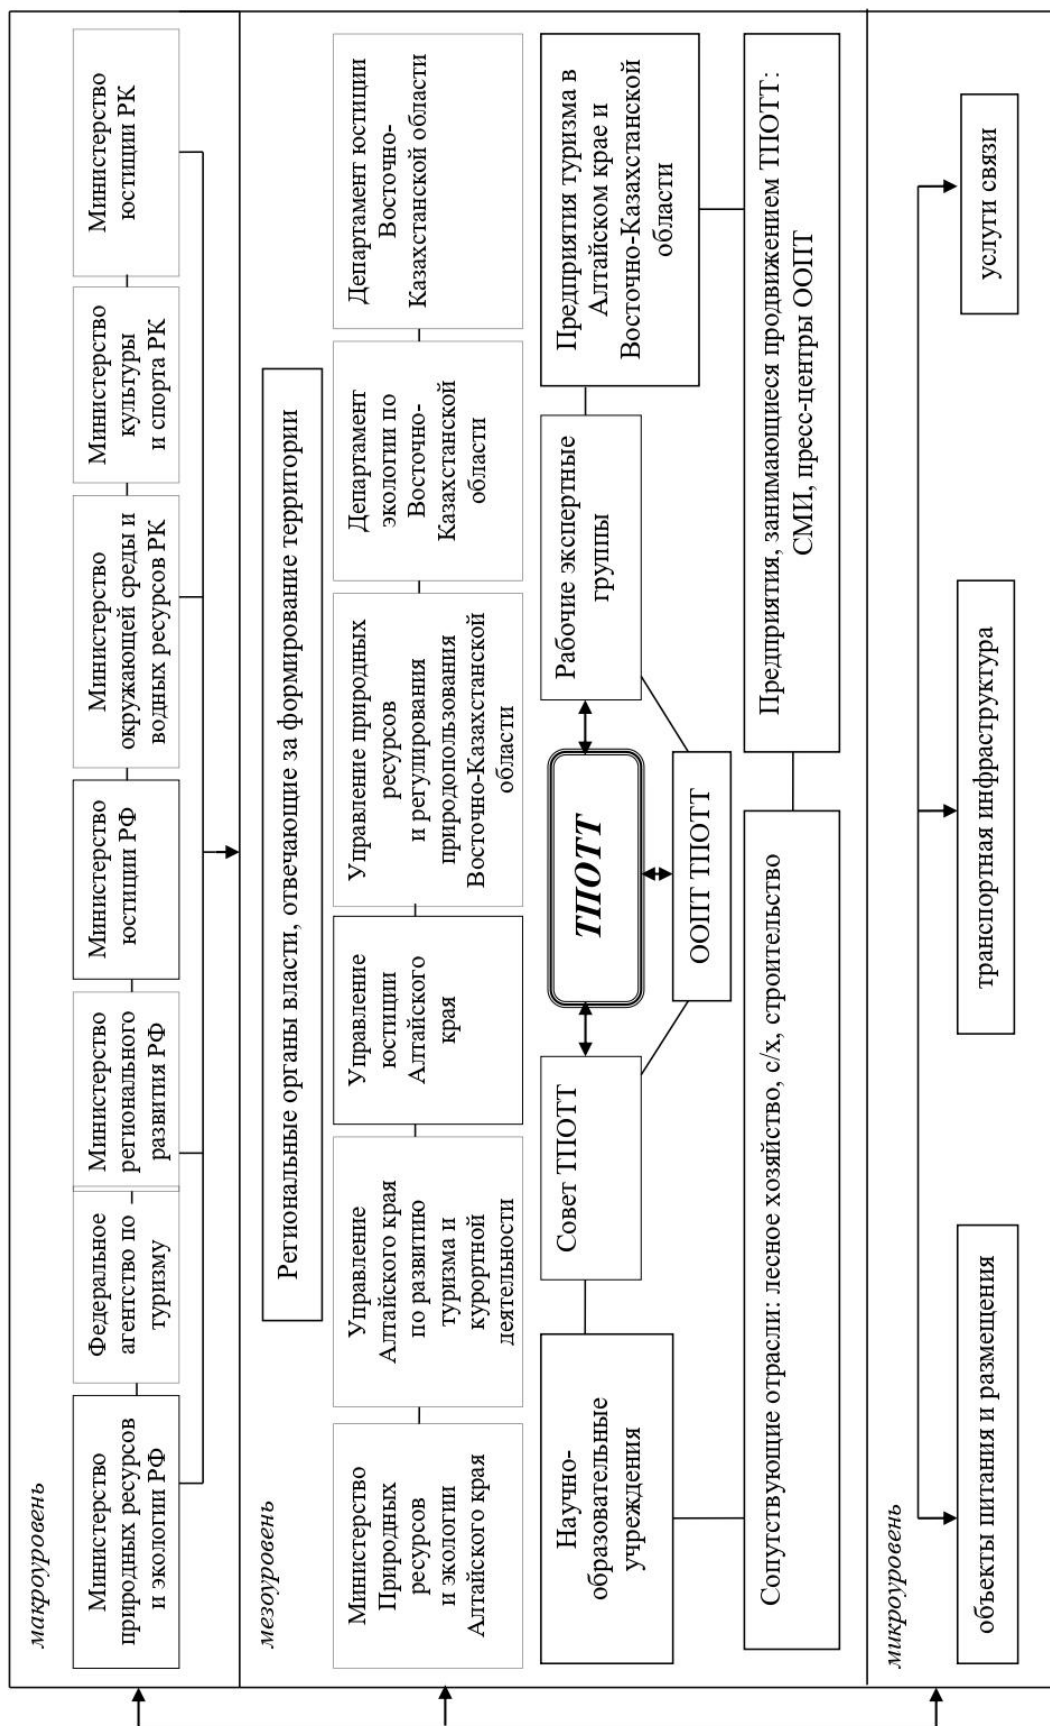 макроуровень
Министерство
природных ресурсов
и экологии РФ
Федеральное
агентство по
туризму
Министерство
регионального
развития РФ
Министерство
юстиции РФ
Министерство
окружающей среды и
водных ресурсов РК
Министерство
культуры
и спорта РК
Министерство
юстиции РК
мезоуровень
Региональные органы власти, отвечающие за формирование территории
Министерство
Природных
ресурсов
и экологии
Алтайского края
Управление
Алтайского края
по развитию
туризма и
курортной
деятельности
Управление
юстиции
Алтайского
края
Управление природных
ресурсов
и регулирования
природопользования
Восточно-Казахстанской
области
Департамент
экологии по
Восточно-
Казахстанской
области
Департамент юстиции
Восточно-
Казахстанской области
Научно-
образовательные
учреждения
Совет ТПОТТ
ТПОТТ
Рабочие экспертные
группы
Предприятия туризма в
Алтайском крае и
Восточно-Казахстанской
области
ООПТ ТПОТТ
Сопутствующие отрасли: лесное хозяйство, с/х, строительство
Предприятия, занимающиеся продвижением ТПОТТ:
СМИ, пресс-центры ООПТ
микроуровень
объекты питания и размещения
транспортная инфраструктура
услуги связи